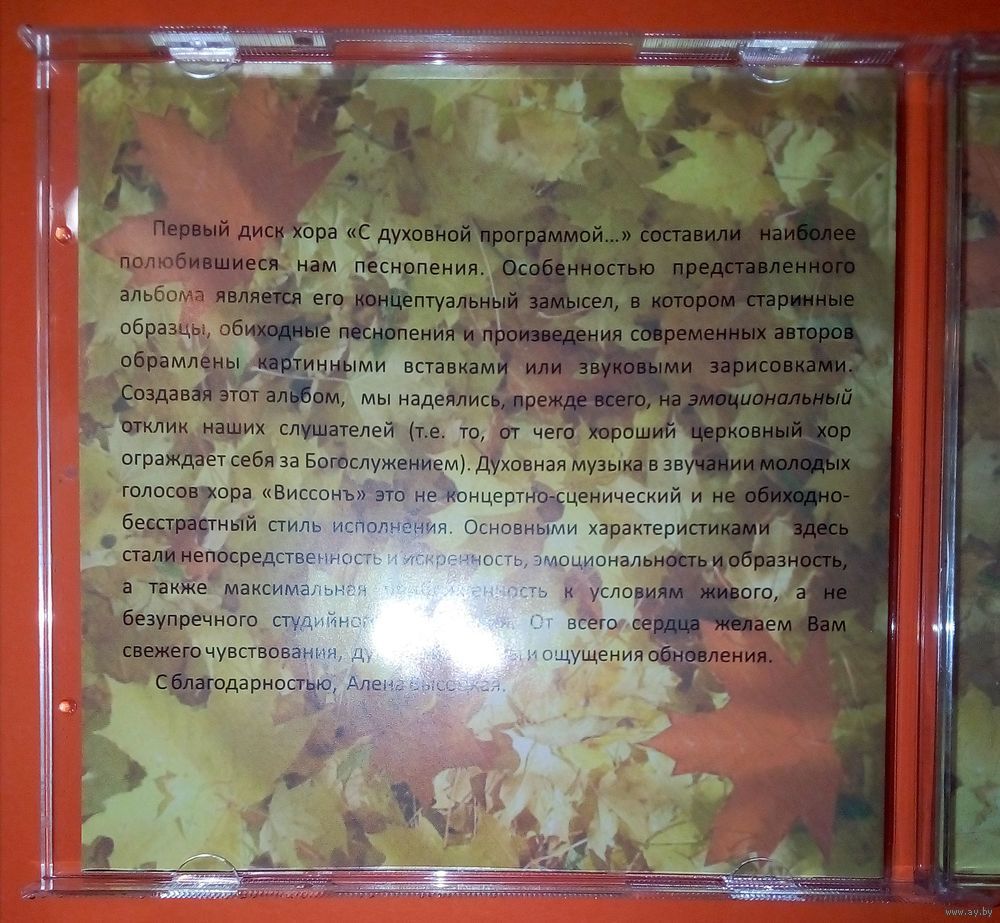 Первый диск хора «С духовной программой...» составили наиболее
полюбившиеся нам песнопения. Особенностью представленного
альбома является его концептуальный замысел, в котором старинные
образцы, обиходные песнопения и произведения современных авторов
обрамлены картинными вставками или звуковыми зарисовками.
Создавая этот альбом, мы надеялись, прежде всего, на эмоциональный
отклик наших слушателей (т.е. то, от чего хороший церковный хор
ограждает себя за Богослужением). Духовная музыка в звучании молодых
голосов хора «Виссонъ» это не концертно-сценический и не обиходно-
бесстрастный стиль исполнения. Основными характеристиками здесь
стали непосредственность и искренность, эмоциональность и образность,
а также максимальная к условиям живого, а не
безупречного От всего сердца желаем Вам
свежего чувствования, и ощущения обновления.
С благодарностью, Алена Высоцкая.
www.ay.by